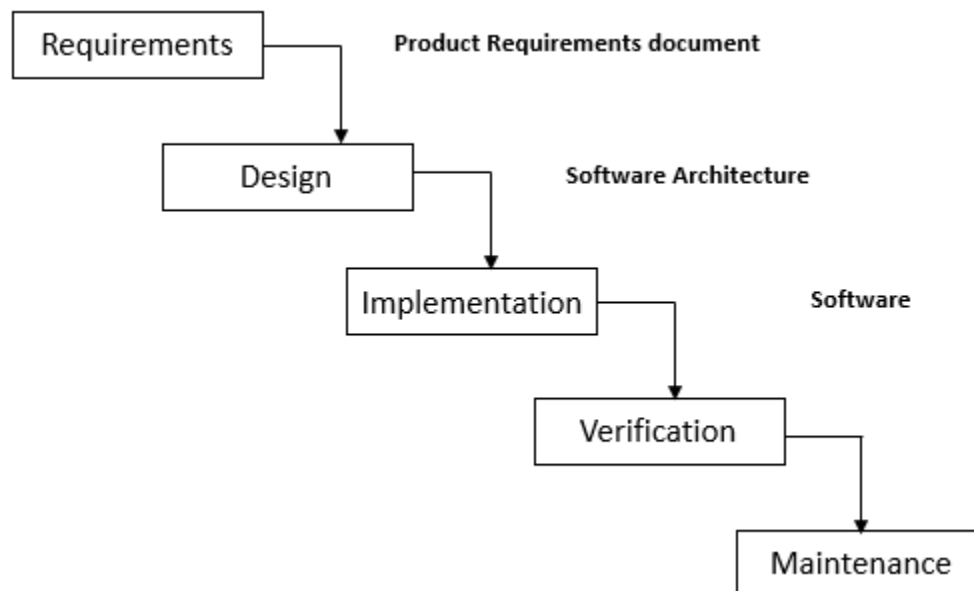 Requirements
Product Requirements document
Design
Software Architecture
Implementation
Software
Verification
Maintenance